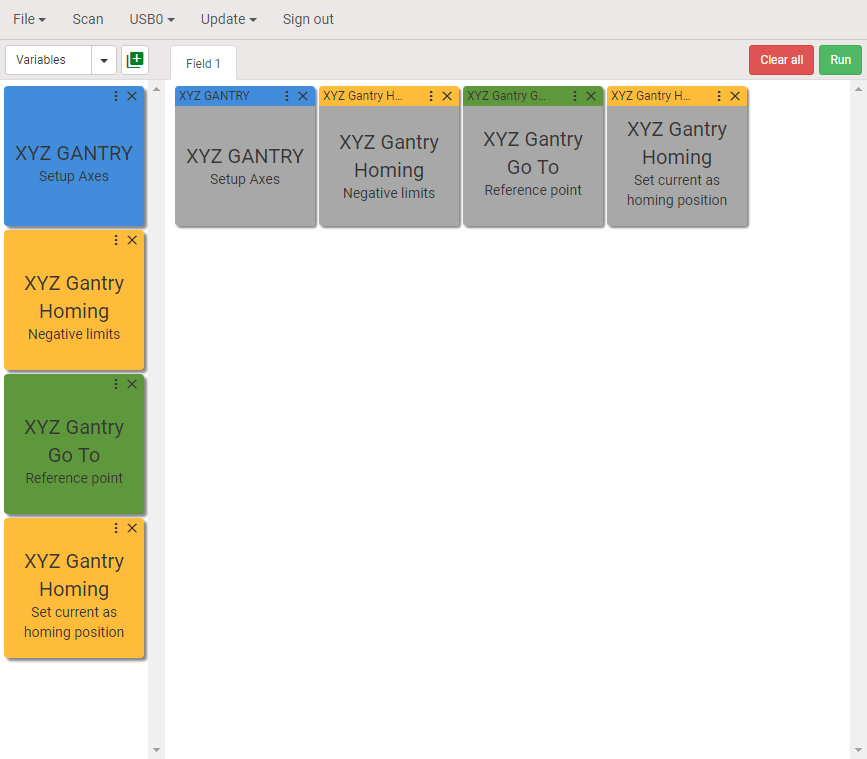 File Scan USB0 Update Sign out
Variables Field 1 Clear all Run
XYZ GANTRY XYZ Gantry H... XYZ Gantry G... XYZ Gantry H...
XYZ GANTRY
Setup Axes
XYZ Gantry
Homing
Negative limits
XYZ Gantry
Go To
Reference point
XYZ Gantry
Homing
Set current as
homing position
XYZ GANTRY
Setup Axes
XYZ Gantry
Homing
Negative limits
XYZ Gantry
Go To
Reference point
XYZ Gantry
Homing
Set current as
homing position